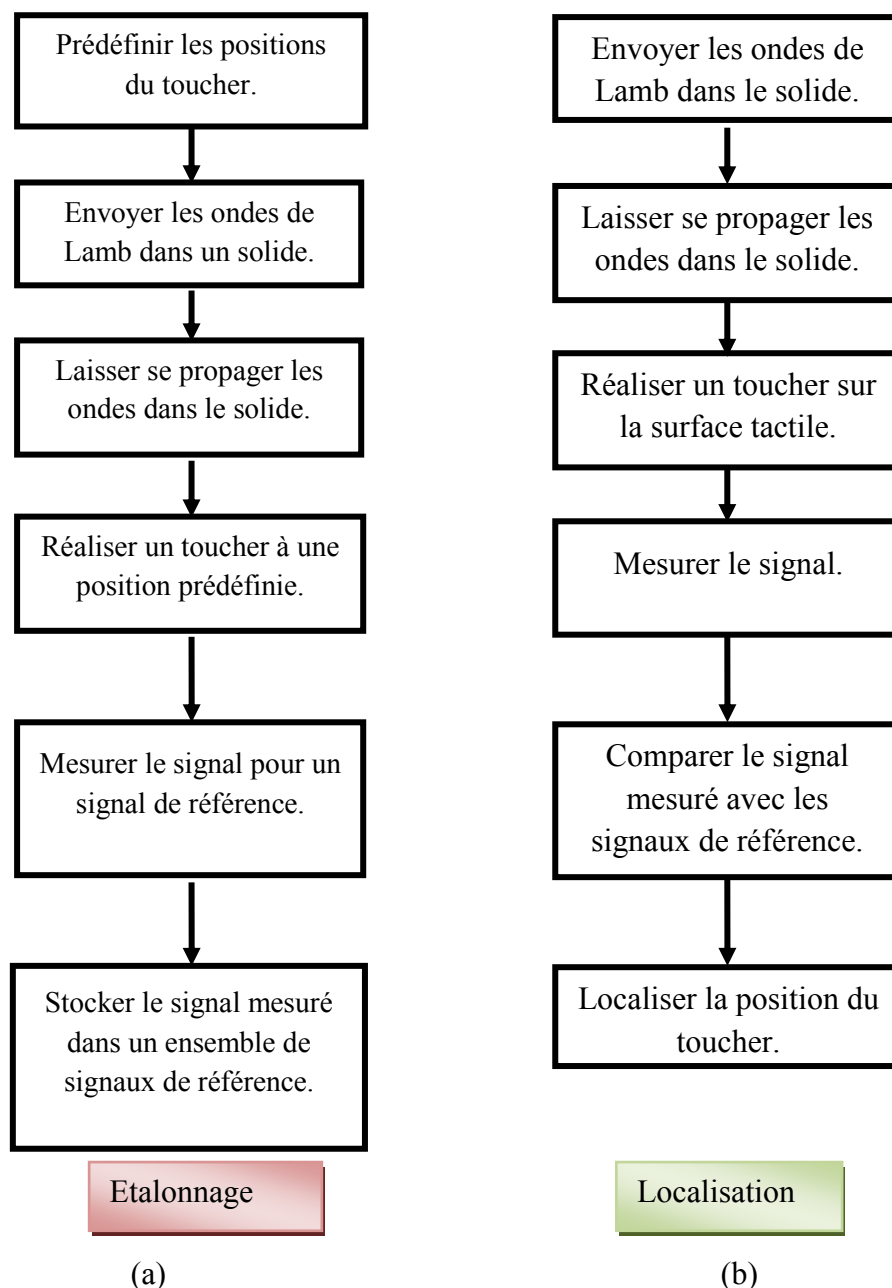 Prédéfinir les positions
du toucher.
Envoyer les ondes de
Lamb dans un solide.
Laisser se propager les
ondes dans le solide.
Réaliser un toucher à une
position prédéfinie.
Mesurer le signal pour un
signal de référence.
Stocker le signal mesuré
dans un ensemble de
signaux de référence.
Etalonnage
(a)
Envoyer les ondes de
Lamb dans le solide.
Laisser se propager les
ondes dans le solide.
Réaliser un toucher sur
la surface tactile.
Mesurer le signal.
Comparer le signal
mesuré avec les
signaux de référence.
Localiser la position du
toucher.
Localisation
(b)